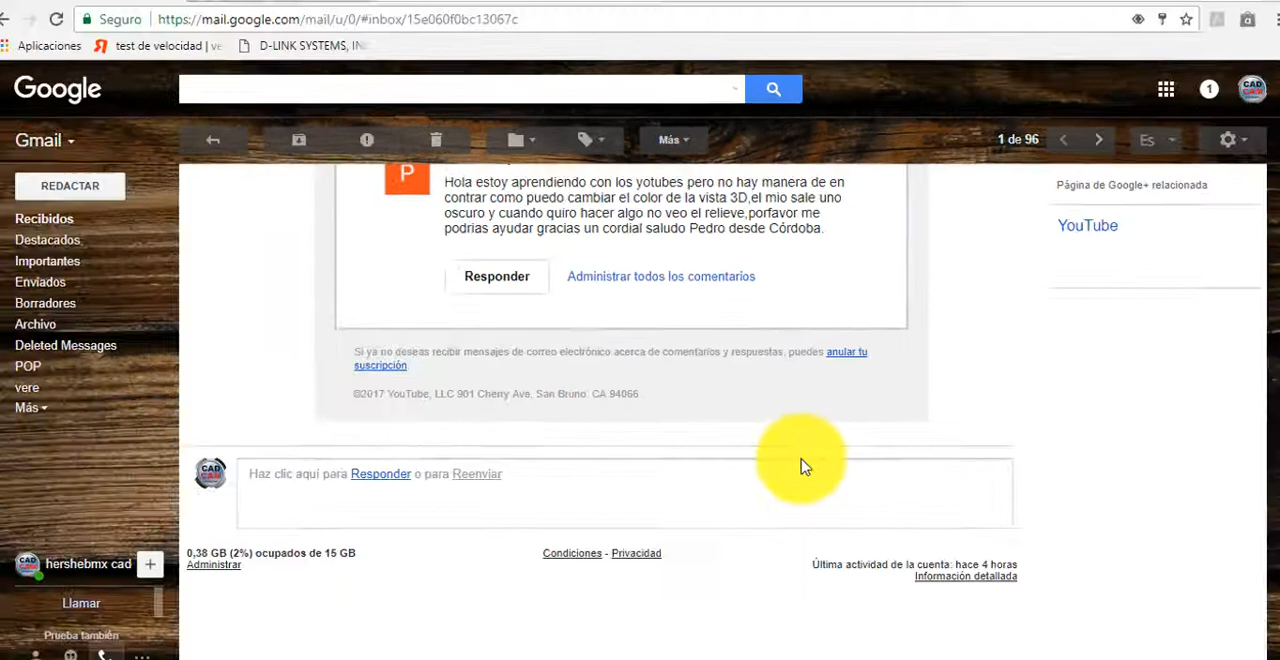 Seguro https://mail.google.com/mail/u/0/#inbox/15e060f0bc13067c
Aplicaciones test de velocidad | ve D-LINK SYSTEMS, IN
Google
1
CAD CAM
Gmail
Más
1 de 96
Es
REDACTAR
Recibidos
Destacados
Importantes
Enviados
Borradores
Archivo
Deleted Messages
POP
vere
Más
P
Hola estoy aprendiendo con los yotubes pero no hay manera de en
contrar como puedo cambiar el color de la vista 3D,el mio sale uno
oscuro y cuando quiro hacer algo no veo el relieve,porfavor me
podrias ayudar gracias un cordial saludo Pedro desde Córdoba.
Responder Administrar todos los comentarios
Si ya no deseas recibir mensajes de correo electrónico acerca de comentarios y respuestas, puedes anular tu
suscripción
©2017 YouTube, LLC 901 Cherry Ave, San Bruno, CA 94066
Página de Google+ relacionada
YouTube
CAD CAM
Haz clic aquí para Responder o para Reenviar
0,38 GB (2%) ocupados de 15 GB
Administrar
Condiciones - Privacidad
Última actividad de la cuenta: hace 4 horas
Información detallada
hershebmx cad
Llamar
Prueba también